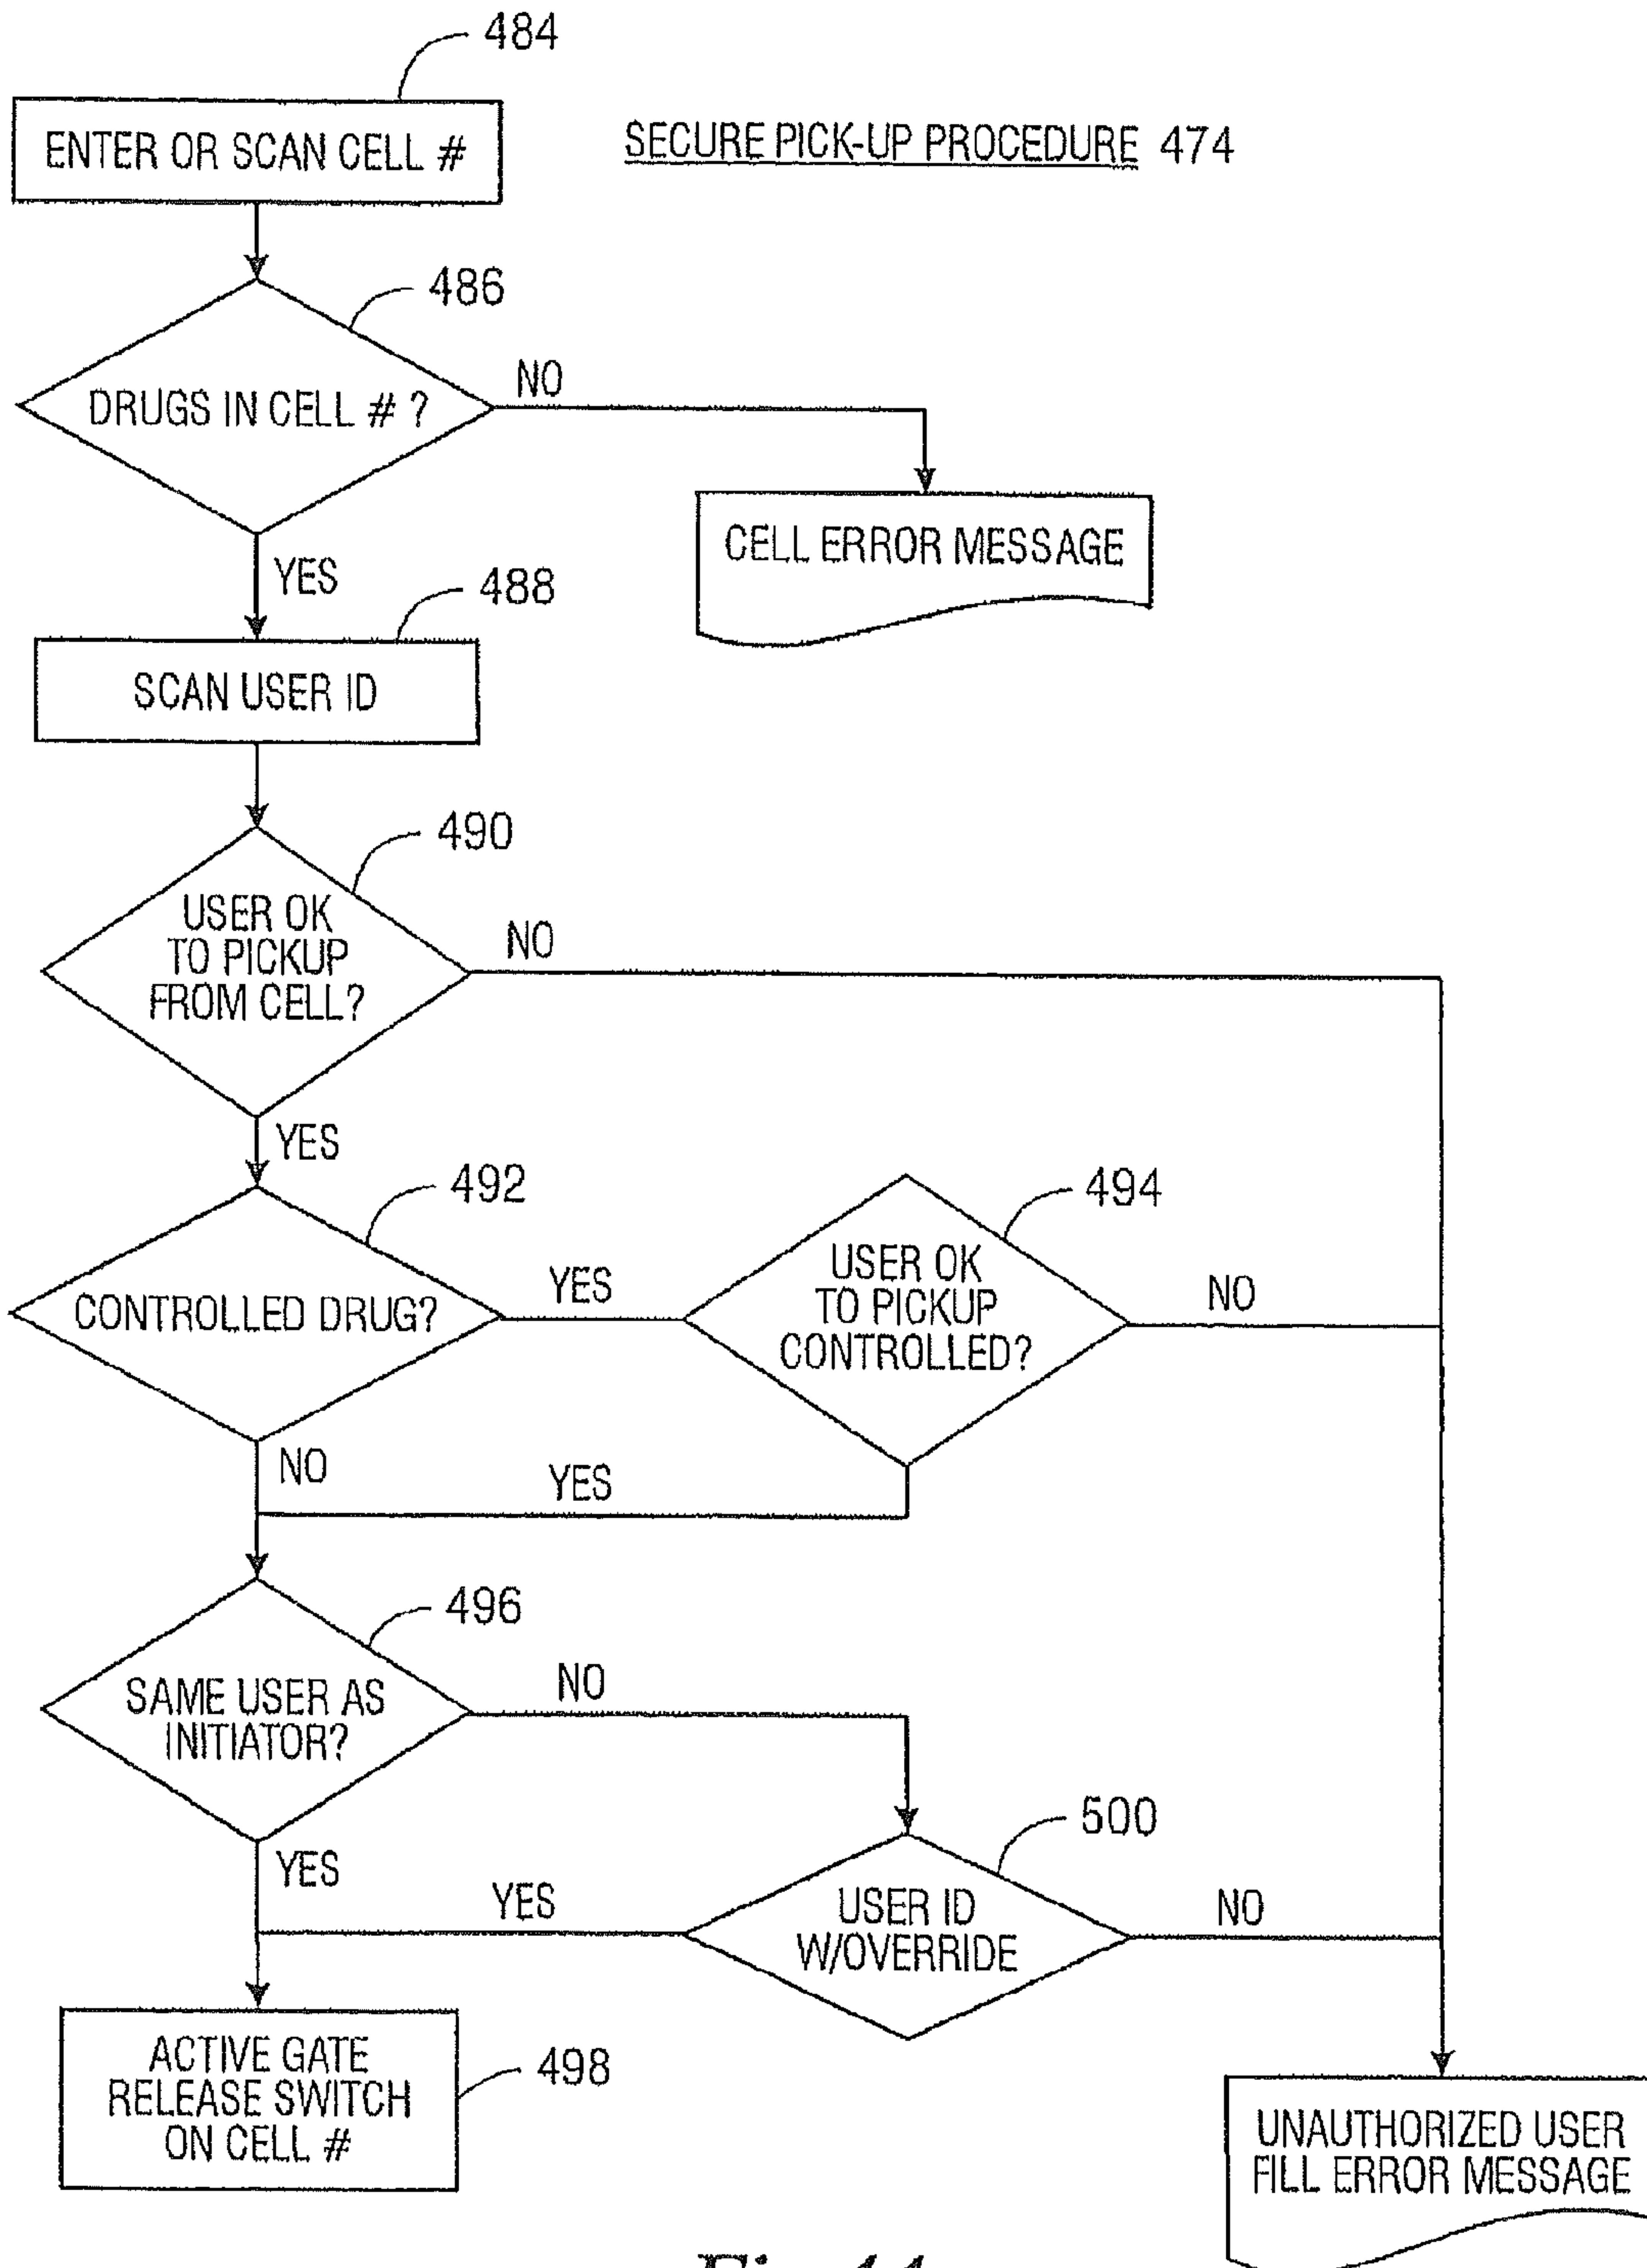 484
ENTER OR SCAN CELL #
SECURE PICK-UP PROCEDURE 474
486
DRUGS IN CELL # ?
NO
CELL ERROR MESSAGE
YES
488
SCAN USER ID
490
USER OK
TO PICKUP
FROM CELL?
NO
YES
492
CONTROLLED DRUG?
YES
494
USER OK
TO PICKUP
CONTROLLED?
NO
NO
YES
496
SAME USER AS
INITIATOR?
NO
YES
500
USER ID
W/OVERRIDE
YES
NO
ACTIVE GATE
RELEASE SWITCH
ON CELL #
498
UNAUTHORIZED USER
FILL ERROR MESSAGE